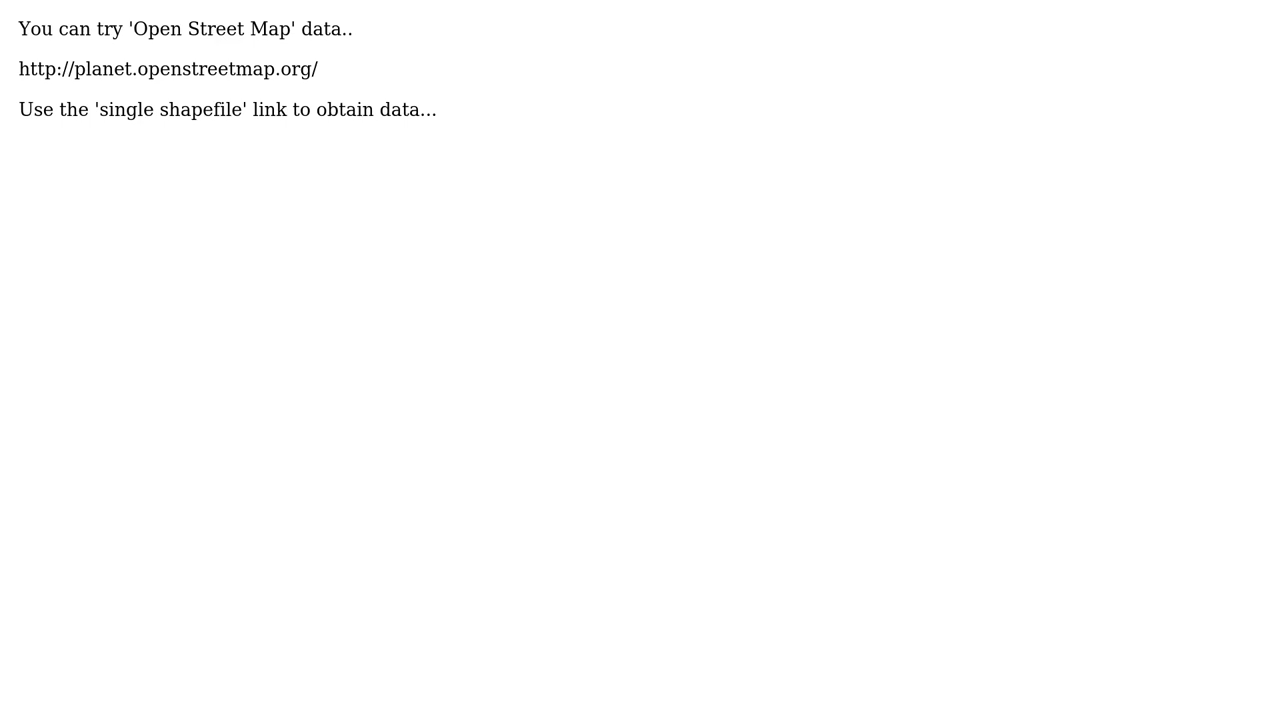 You can try 'Open Street Map' data..
http://planet.openstreetmap.org/
Use the 'single shapefile' link to obtain data...